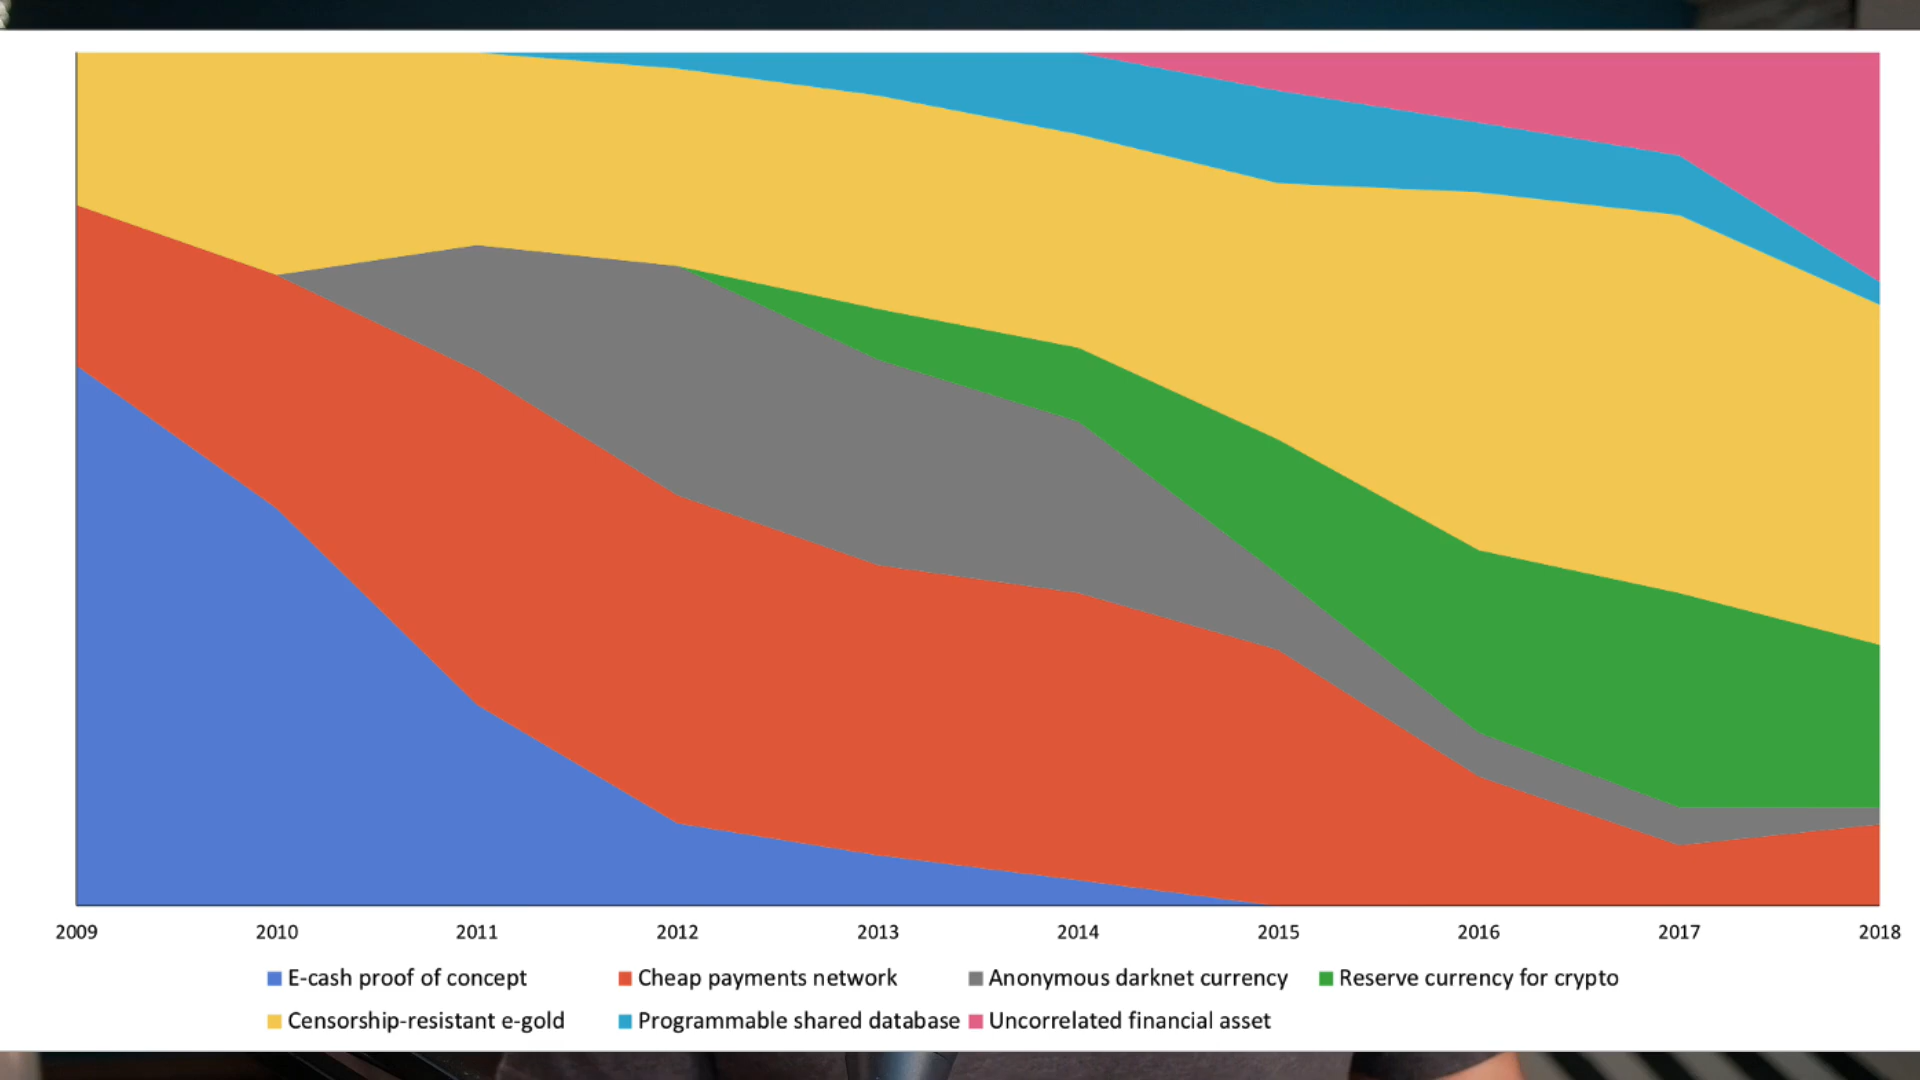 2009 2010 2011 2012 2013 2014 2015 2016 2017 2018
E-cash proof of concept Cheap payments network Anonymous darknet currency Reserve currency for crypto
Censorship-resistant e-gold Programmable shared database Uncorrelated financial asset